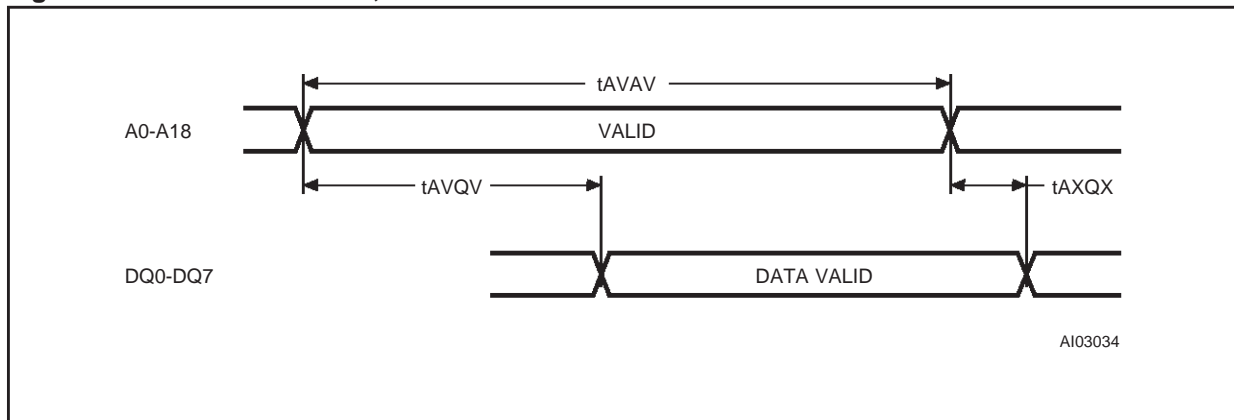 tAVAV
A0-A18 VALID
tAVQV tAXQX
DQ0-DQ7 DATA VALID
AI03034